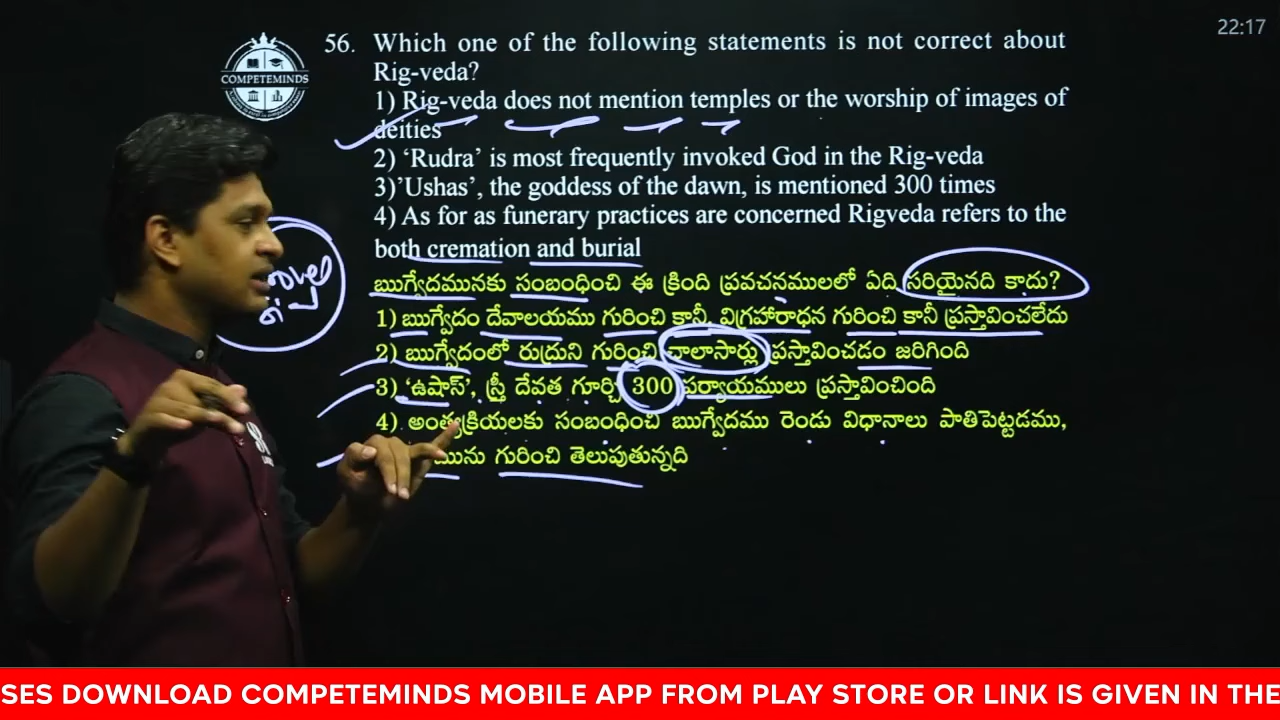 22:17
COMPETEMINDS
56. Which one of the following statements is not correct about
Rig-veda?
1) Rig-veda does not mention temples or the worship of images of
deities
2) ‘Rudra’ is most frequently invoked God in the Rig-veda
3)’Ushas’, the goddess of the dawn, is mentioned 300 times
4) As for as funerary practices are concerned Rigveda refers to the
both cremation and burial
ఋగ్వేదమునకు సంబంధించి ఈ క్రింది ప్రవచనములలో ఏది సరియైనది కాదు?
1) ఋగ్వేదం దేవాలయము గురించి కానీ, విగ్రహారాధన గురించి కానీ ప్రస్తావించలేదు
2) ఋగ్వేదంలో రుద్రుని గురించి చాలాసార్లు ప్రస్తావించడం జరిగింది
3) ‘ఉషాస్’, స్త్రీ దేవత గూర్చి 300 పర్యాయములు ప్రస్తావించింది
4) అంత్యక్రియలకు సంబంధించి ఋగ్వేదము రెండు విధానాలు పాతిపెట్టడము,
మును గురించి తెలుపుతున్నది
SES DOWNLOAD COMPETEMINDS MOBILE APP FROM PLAY STORE OR LINK IS GIVEN IN THE